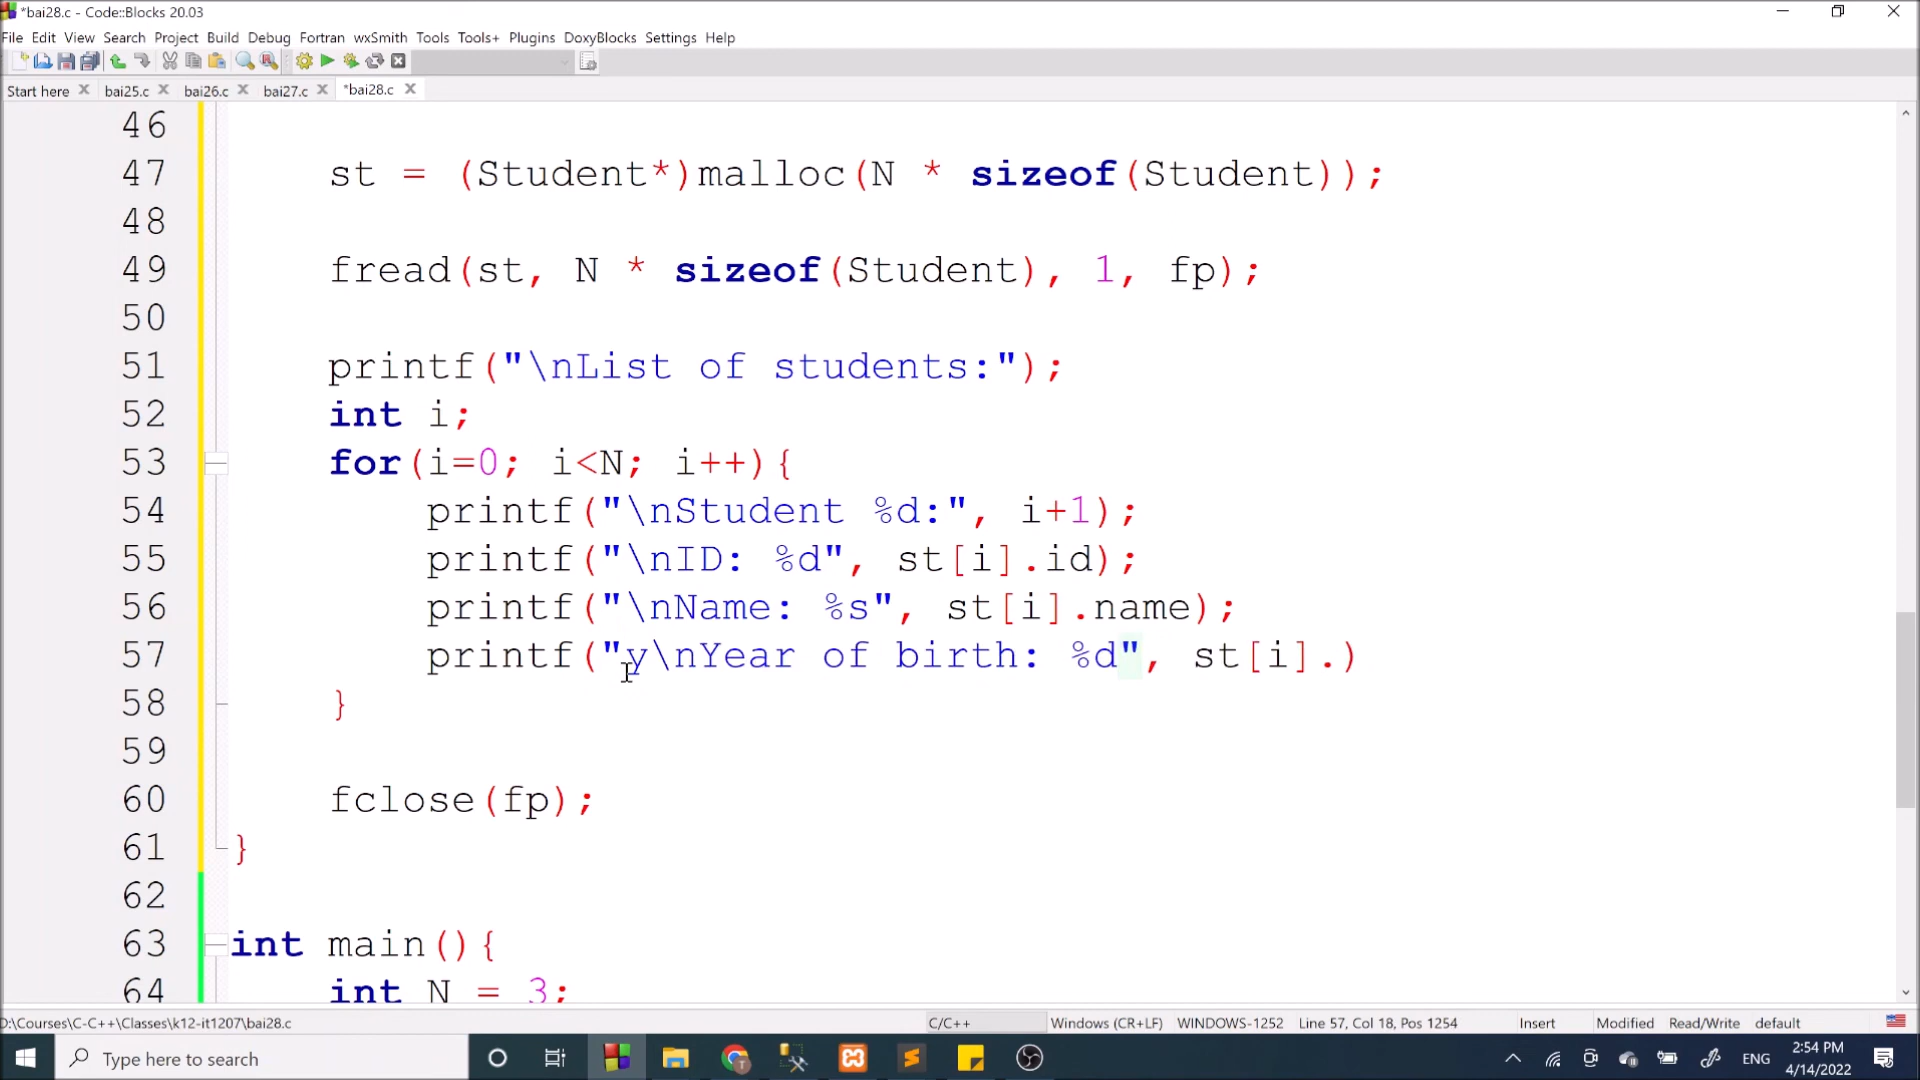 *bai28.c - Code::Blocks 20.03
File Edit View Search Project Build Debug Fortran wxSmith Tools Tools+ Plugins DoxyBlocks Settings Help
Start here bai25.c bai26.c bai27.c *bai28.c
46
47 st = (Student*)malloc(N * sizeof(Student));
48
49 fread(st, N * sizeof(Student), 1, fp);
50
51 printf("\nList of students:");
52 int i;
53 for(i=0; i<N; i++){
54 printf("\nStudent %d:", i+1);
55 printf("\nID: %d", st[i].id);
56 printf("\nName: %s", st[i].name);
57 printf("y\nYear of birth: %d", st[i].)
58 }
59
60 fclose(fp);
61 }
62
63 int main(){
64 int N = 3;
D:\Courses\C-C++\Classes\k12-it1207\bai28.c C/C++ Windows (CR+LF) WINDOWS-1252 Line 57, Col 18, Pos 1254 Insert Modified Read/Write default
Type here to search ENG 2:54 PM
4/14/2022